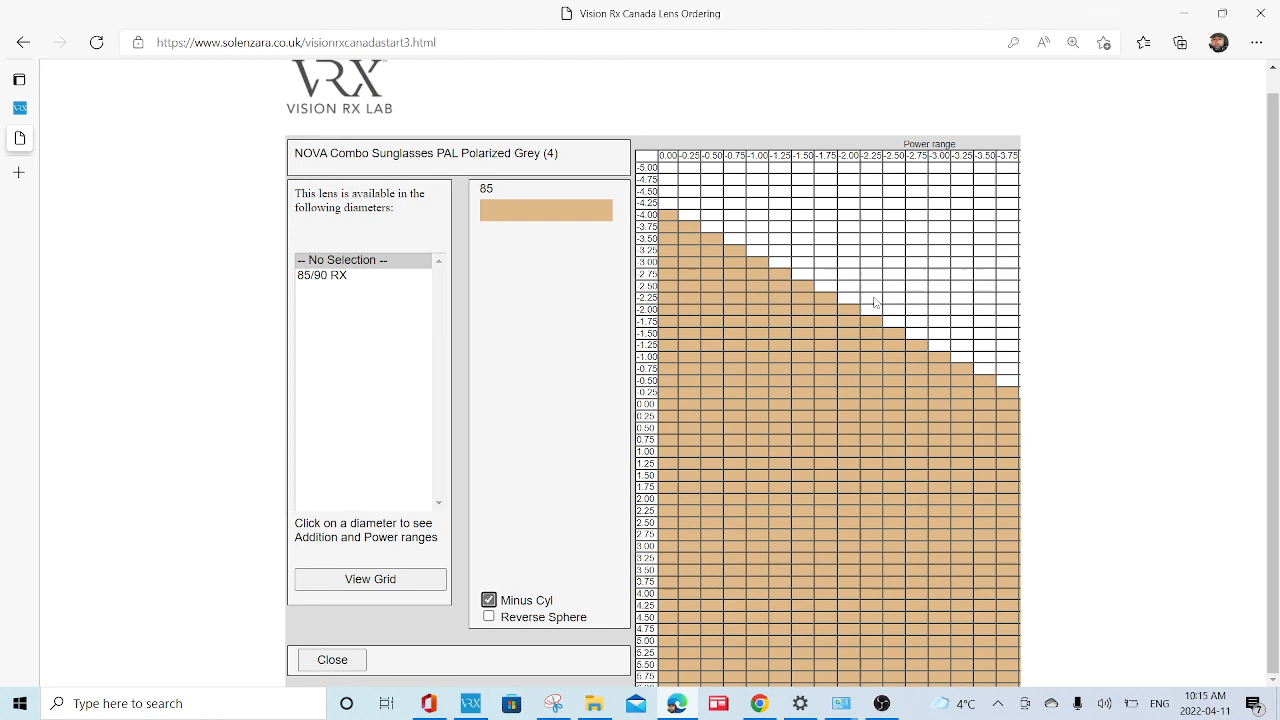 Vision Rx Canada Lens Ordering
https://www.solenzara.co.uk/visionrxcanadastart3.html
VRX
VRX
VISION RX LAB
NOVA Combo Sunglasses PAL Polarized Grey (4)
This lens is available in the
following diameters:
-- No Selection --
85/90 RX
Click on a diameter to see
Addition and Power ranges
View Grid
85
Minus Cyl
Reverse Sphere
Close
Power range
0.00 -0.25 -0.50 -0.75 -1.00 -1.25 -1.50 -1.75 -2.00 -2.25 -2.50 -2.75 -3.00 -3.25 -3.50 -3.75
-5.00
-4.75
-4.50
-4.25
-4.00
-3.75
-3.50
-3.25
-3.00
-2.75
-2.50
-2.25
-2.00
-1.75
-1.50
-1.25
-1.00
-0.75
-0.50
-0.25
0.00
0.25
0.50
0.75
1.00
1.25
1.50
1.75
2.00
2.25
2.50
2.75
3.00
3.25
3.50
3.75
4.00
4.25
4.50
4.75
5.00
5.25
5.50
5.75
Type here to search
VRX
4°C
ENG
10:15 AM
2022-04-11
7